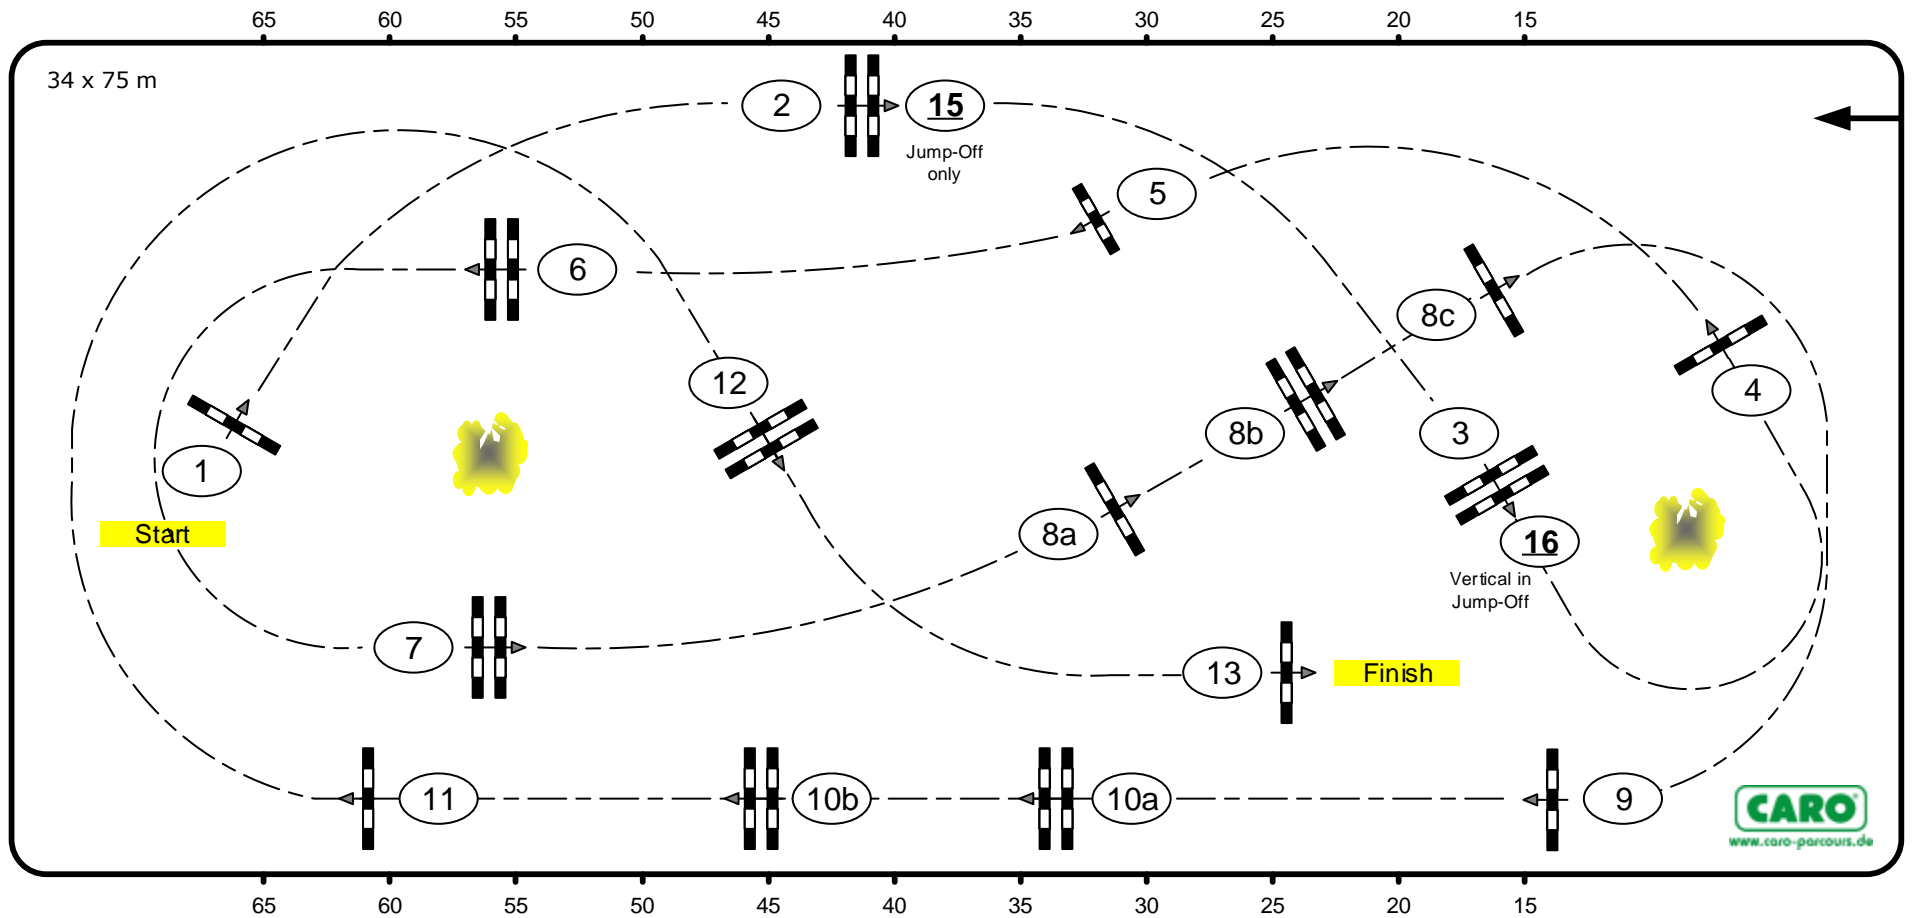 65 60 55 50 45 40 35 30 25 20 15
34 x 75 m
2
15
Jump-Off
only
5
6
8c
12
4
8b
3
1
Start
8a
16
Vertical in
Jump-Off
7
13
Finish
11
10b
10a
9
CARO
www.caro-parcours.de
65 60 55 50 45 40 35 30 25 20 15